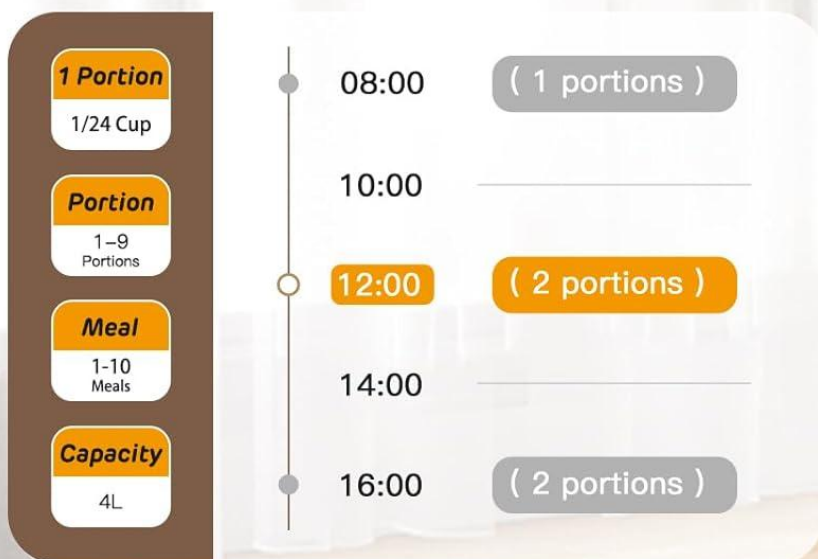 1 Portion
1/24 Cup
Portion
1–9
Portions
Meal
1-10
Meals
Capacity
4L
08:00 ( 1 portions )
10:00
12:00 ( 2 portions )
14:00
16:00 ( 2 portions )